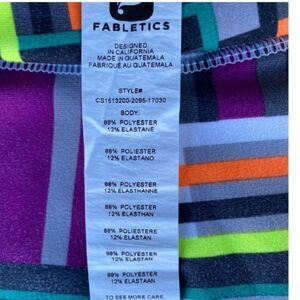 FABLETICS
DESIGNED
IN CALIFORNIA
MADE IN GUATEMALA
FABRIQUÉ AU GUATEMALA
STYLE#
CS1513200-2095-17030
BODY:
88% POLYESTER
12% ELASTANE
88% POLIESTER
12% ELASTANO
88% POLYESTER
12% ELASTHANNE
88% POLYESTER
12% ELASTHAN
88% POLIESTERE
12% ELASTAN
88% POLYESTER
12% ELASTAN
88% POLYESTER
12% ELASTAAN
TO SEE MORE CARE